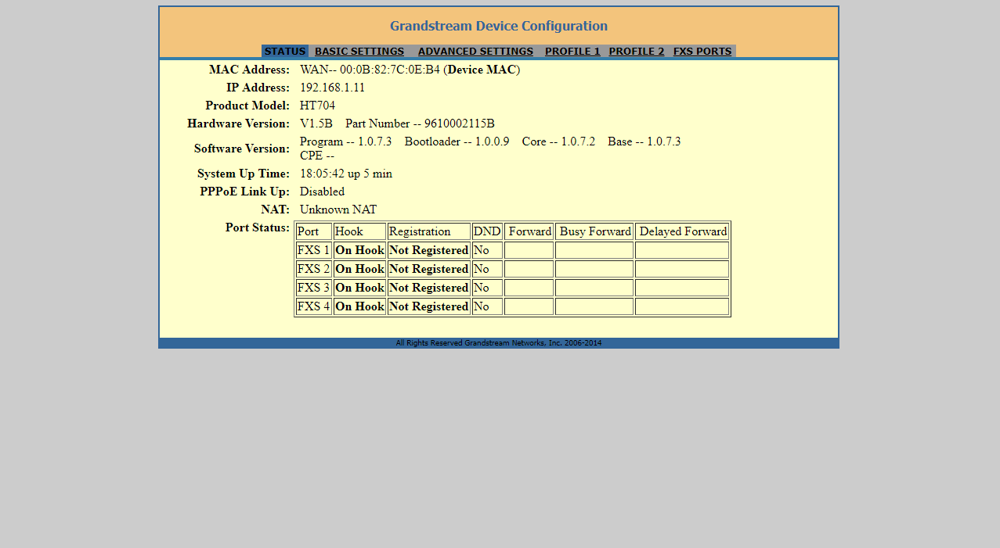 Grandstream Device Configuration
STATUS BASIC SETTINGS ADVANCED SETTINGS PROFILE 1 PROFILE 2 FXS PORTS
MAC Address: WAN-- 00:0B:82:7C:0E:B4 (Device MAC)
IP Address: 192.168.1.11
Product Model: HT704
Hardware Version: V1.5B Part Number -- 9610002115B
Software Version: Program -- 1.0.7.3 Bootloader -- 1.0.0.9 Core -- 1.0.7.2 Base -- 1.0.7.3
CPE --
System Up Time: 18:05:42 up 5 min
PPPoE Link Up: Disabled
NAT: Unknown NAT
Port Status: Port Hook Registration DND Forward Busy Forward Delayed Forward
FXS 1 On Hook Not Registered No
FXS 2 On Hook Not Registered No
FXS 3 On Hook Not Registered No
FXS 4 On Hook Not Registered No
All Rights Reserved Grandstream Networks, Inc. 2006-2014